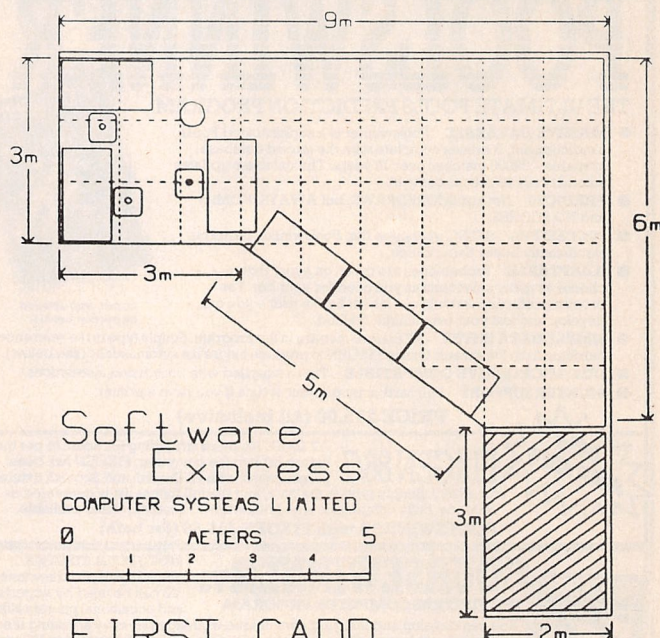 9m
3m
6m
3m
5m
Software
Express
COMPUTER SYSTEMS LIMITED
0 METERS 5
1 2 3 4
3m
FIRST CADD
2m